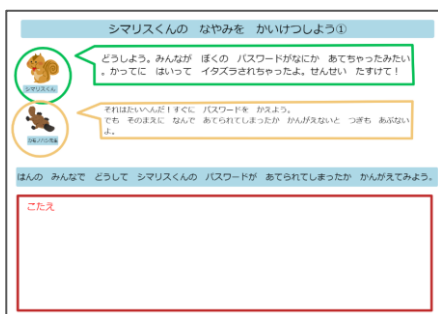 シマリスくんの なやみを かいけつしよう①
どうしよう。みんなが ぼくの パスワードがなにか あてちゃったみたい
。かってに はいって イタズラされちゃったよ。せんせい たすけて！
シマリスくん
それはたいへんだ！すぐに パスワードを かえよう。
でも そのまえに なんで あてられてしまったか かんがえないと つぎも あぶない
よ。
はんの みんなで どうして シマリスくんの パスワードが あてられてしまったか かんがえてみよう。
こたえ